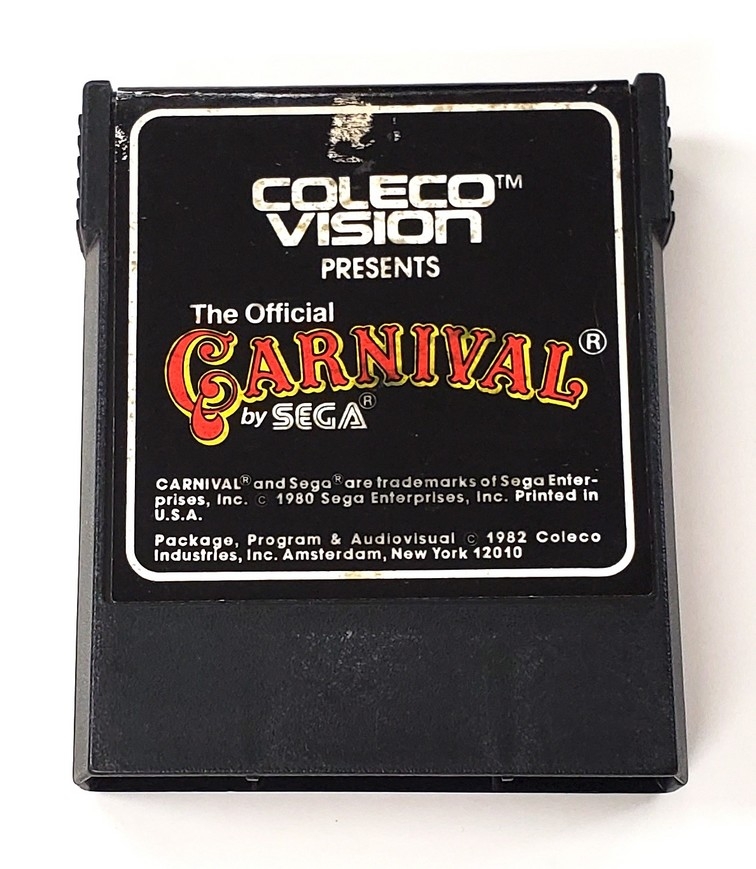 COLECO™
VISION
PRESENTS
The Official
CARNIVAL®
by SEGA®
CARNIVAL® and Sega® are trademarks of Sega Enter-
prises, Inc. © 1980 Sega Enterprises, Inc. Printed in
U.S.A.
Package, Program & Audiovisual © 1982 Coleco
Industries, Inc. Amsterdam, New York 12010